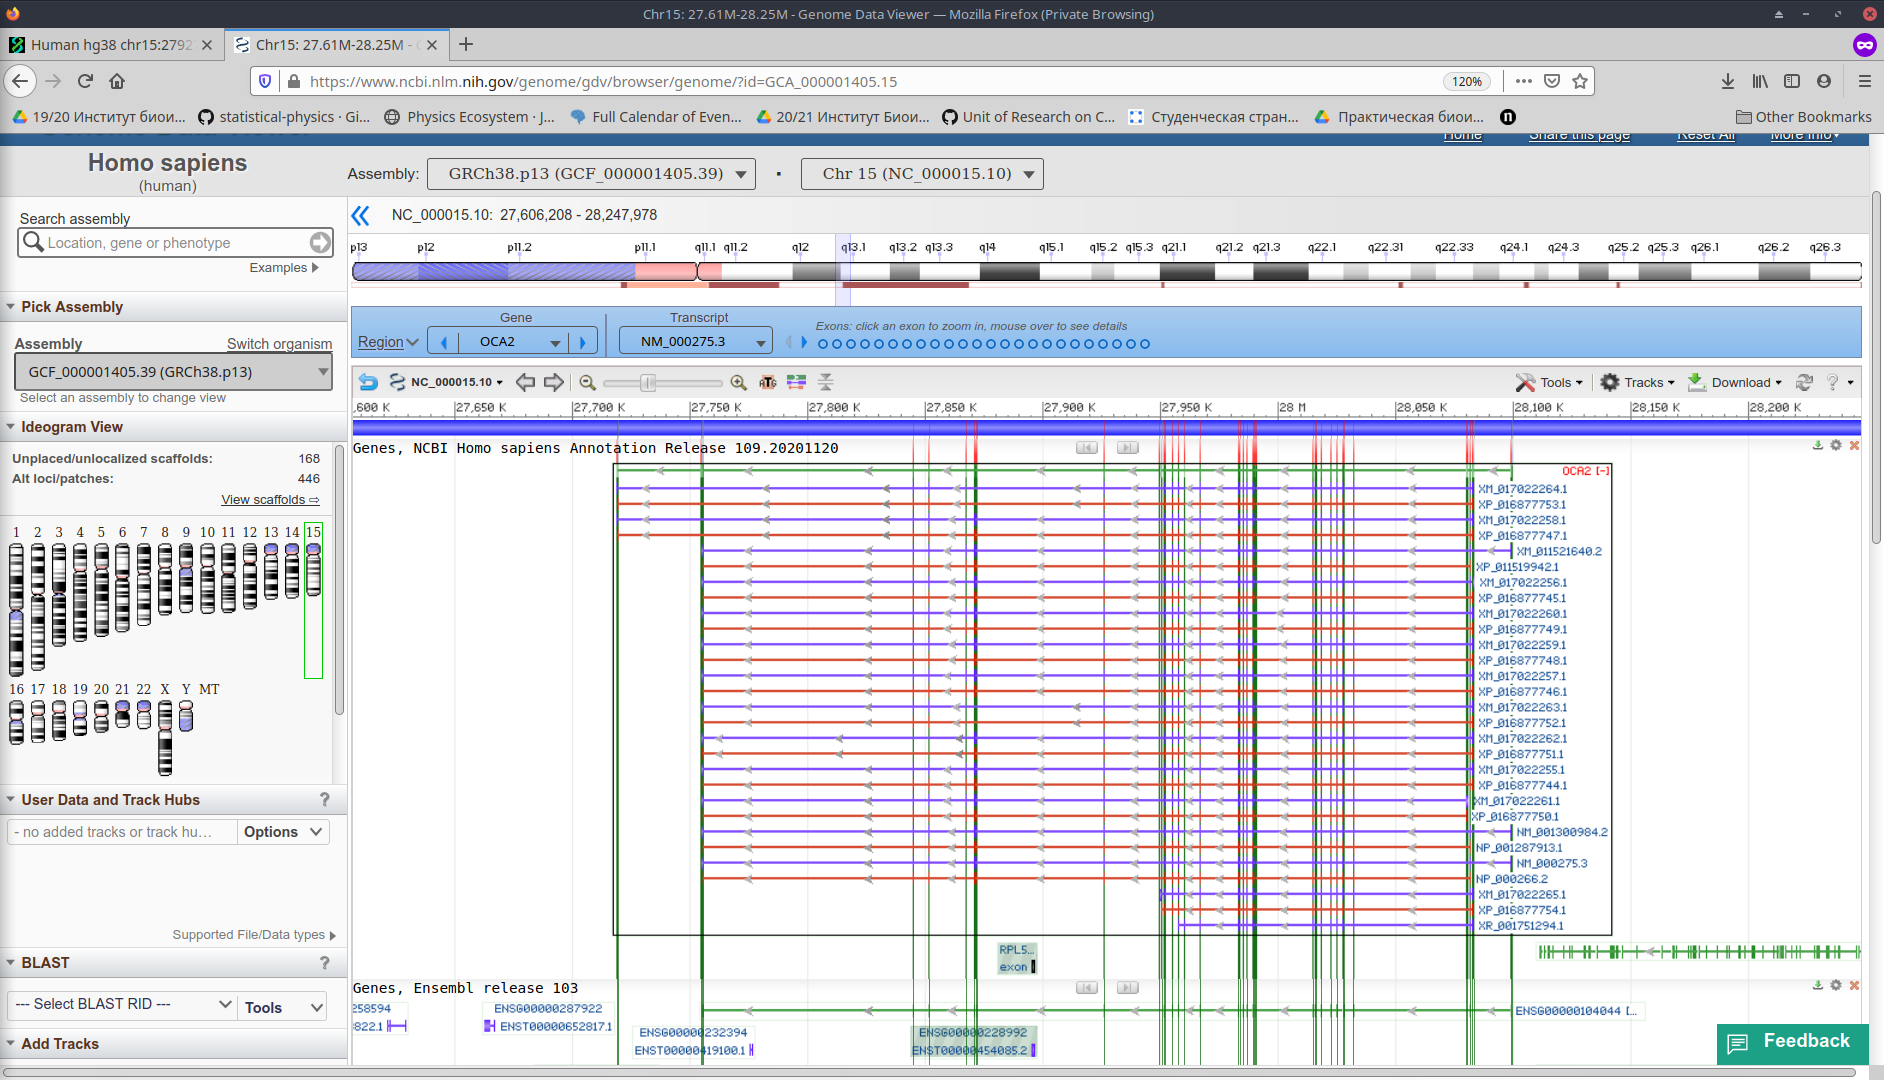 Chr15: 27.61M-28.25M - Genome Data Viewer — Mozilla Firefox (Private Browsing)
Human hg38 chr15:2792
Chr15: 27.61M-28.25M -
https://www.ncbi.nlm.nih.gov/genome/gdv/browser/genome/?id=GCA_000001405.15
120%
19/20 Институт биои...
statistical-physics · Gi...
Physics Ecosystem · J...
Full Calendar of Even...
20/21 Институт Биои...
Unit of Research on C...
Студенческая стран...
Практическая биои...
Other Bookmarks
Home
Share this page
Reset All
More Info
Homo sapiens
(human)
Assembly:
GRCh38.p13 (GCF_000001405.39)
Chr 15 (NC_000015.10)
Search assembly
Location, gene or phenotype
Examples
NC_000015.10: 27,606,208 - 28,247,978
p13 p12 p11.2 p11.1 q11.1 q11.2 q12 q13.1 q13.2 q13.3 q14 q15.1 q15.2 q15.3 q21.1 q21.2 q21.3 q22.1 q22.31 q22.33 q24.1 q24.3 q25.2 q25.3 q26.1 q26.2 q26.3
Pick Assembly
Assembly
Switch organism
GCF_000001405.39 (GRCh38.p13)
Select an assembly to change view
Region
Gene
OCA2
Transcript
NM_000275.3
Exons: click an exon to zoom in, mouse over to see details
NC_000015.10
ATG
Tools
Tracks
Download
?
,600 K 27,650 K 27,700 K 27,750 K 27,800 K 27,850 K 27,900 K 27,950 K 28 M 28,050 K 28,100 K 28,150 K 28,200 K
Ideogram View
Unplaced/unlocalized scaffolds: 168
Alt loci/patches: 446
View scaffolds ⇨
1 2 3 4 5 6 7 8 9 10 11 12 13 14 15
16 17 18 19 20 21 22 X Y MT
User Data and Track Hubs ?
- no added tracks or track hu…
Options
Supported File/Data types
BLAST ?
--- Select BLAST RID ---
Tools
Add Tracks
Genes, NCBI Homo sapiens Annotation Release 109.20201120
OCA2 [-]
XM_017022264.1
XP_016877753.1
XM_017022258.1
XP_016877747.1
XM_011521640.2
XP_011519942.1
XM_017022256.1
XP_016877745.1
XM_017022260.1
XP_016877749.1
XM_017022259.1
XP_016877748.1
XM_017022257.1
XP_016877746.1
XM_017022263.1
XP_016877752.1
XM_017022262.1
XP_016877751.1
XM_017022255.1
XP_016877744.1
XM_017022261.1
XP_016877750.1
NM_001300984.2
NP_001287913.1
NM_000275.3
NP_000266.2
XM_017022265.1
XP_016877754.1
XR_001751294.1
RPL5...
exon
Genes, Ensembl release 103
258594
822.1
ENSG00000287922
ENST00000652817.1
ENSG00000232394
ENST00000419100.1
ENSG00000228992
ENST00000454085.2
ENSG00000104044 [...
Feedback